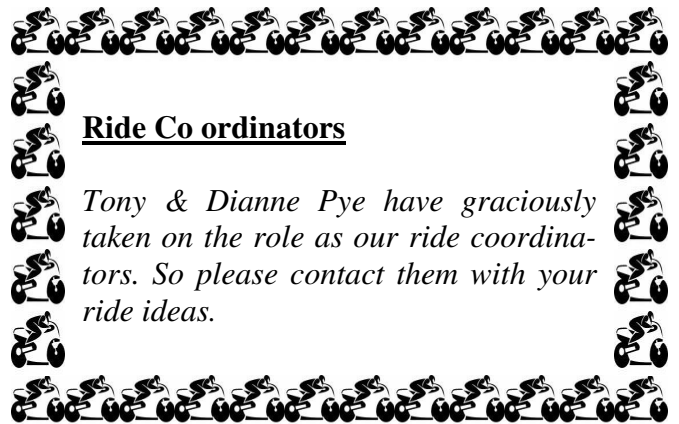 Ride Co ordinators
Tony & Dianne Pye have graciously
taken on the role as our ride coordina-
tors. So please contact them with your
ride ideas.